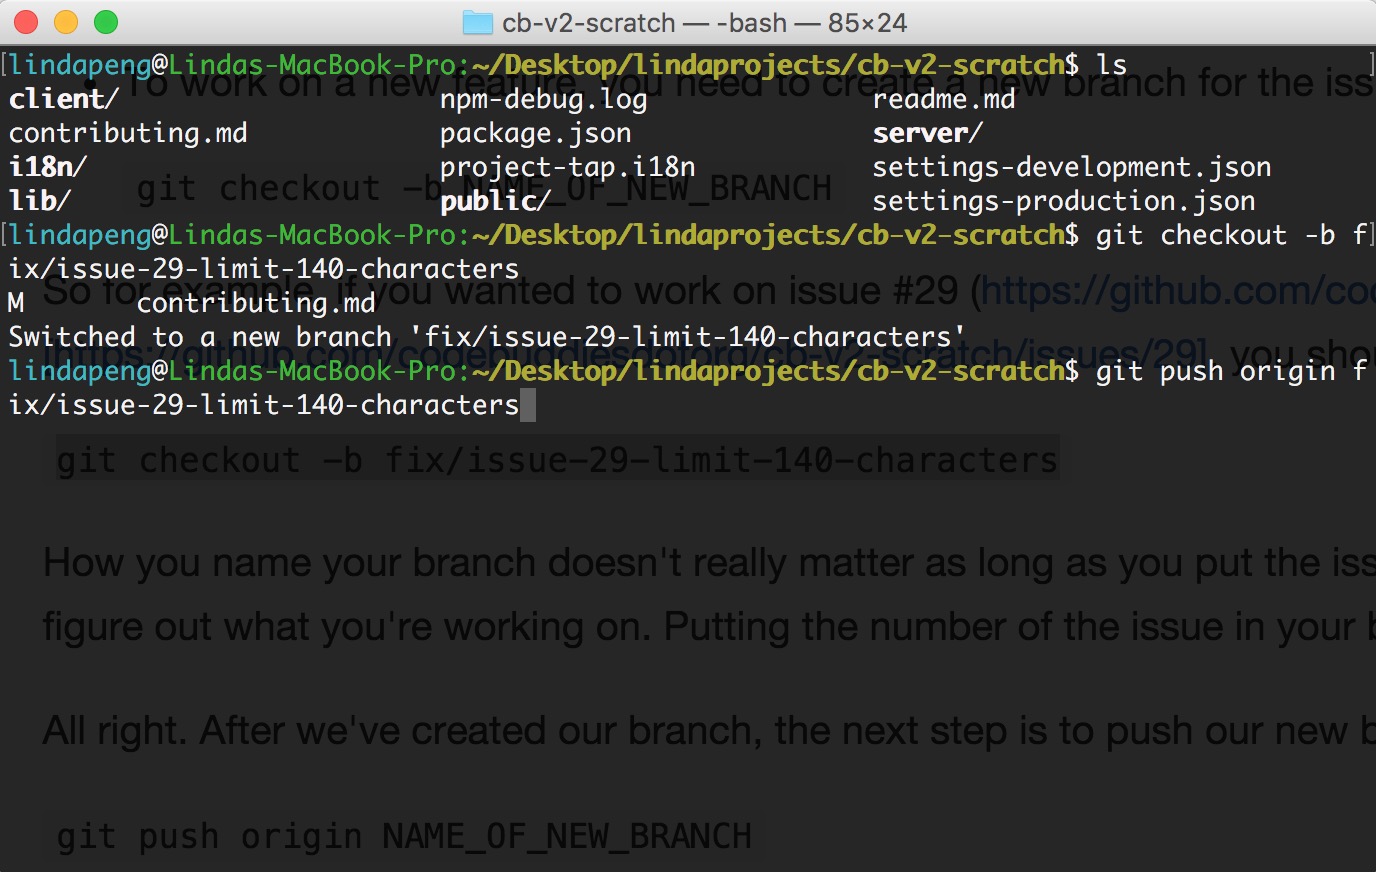 cb-v2-scratch — -bash — 85×24
lindapeng@Lindas-MacBook-Pro:~/Desktop/lindaprojects/cb-v2-scratch$ ls
client/ npm-debug.log readme.md
contributing.md package.json server/
i18n/ project-tap.i18n settings-development.json
lib/ public/ settings-production.json
lindapeng@Lindas-MacBook-Pro:~/Desktop/lindaprojects/cb-v2-scratch$ git checkout -b f
ix/issue-29-limit-140-characters
M contributing.md
Switched to a new branch 'fix/issue-29-limit-140-characters'
lindapeng@Lindas-MacBook-Pro:~/Desktop/lindaprojects/cb-v2-scratch$ git push origin f
ix/issue-29-limit-140-characters
To work on a new feature, you need to create a new branch for the iss
git checkout -b NAME_OF_NEW_BRANCH
So for example, if you wanted to work on issue #29 (https://github.com/co
https://github.com/codebuddies/cb-v2-scratch/issues/29], you shou
git checkout -b fix/issue-29-limit-140-characters
How you name your branch doesn't really matter as long as you put the iss
figure out what you're working on. Putting the number of the issue in your b
All right. After we've created our branch, the next step is to push our new b
git push origin NAME_OF_NEW_BRANCH